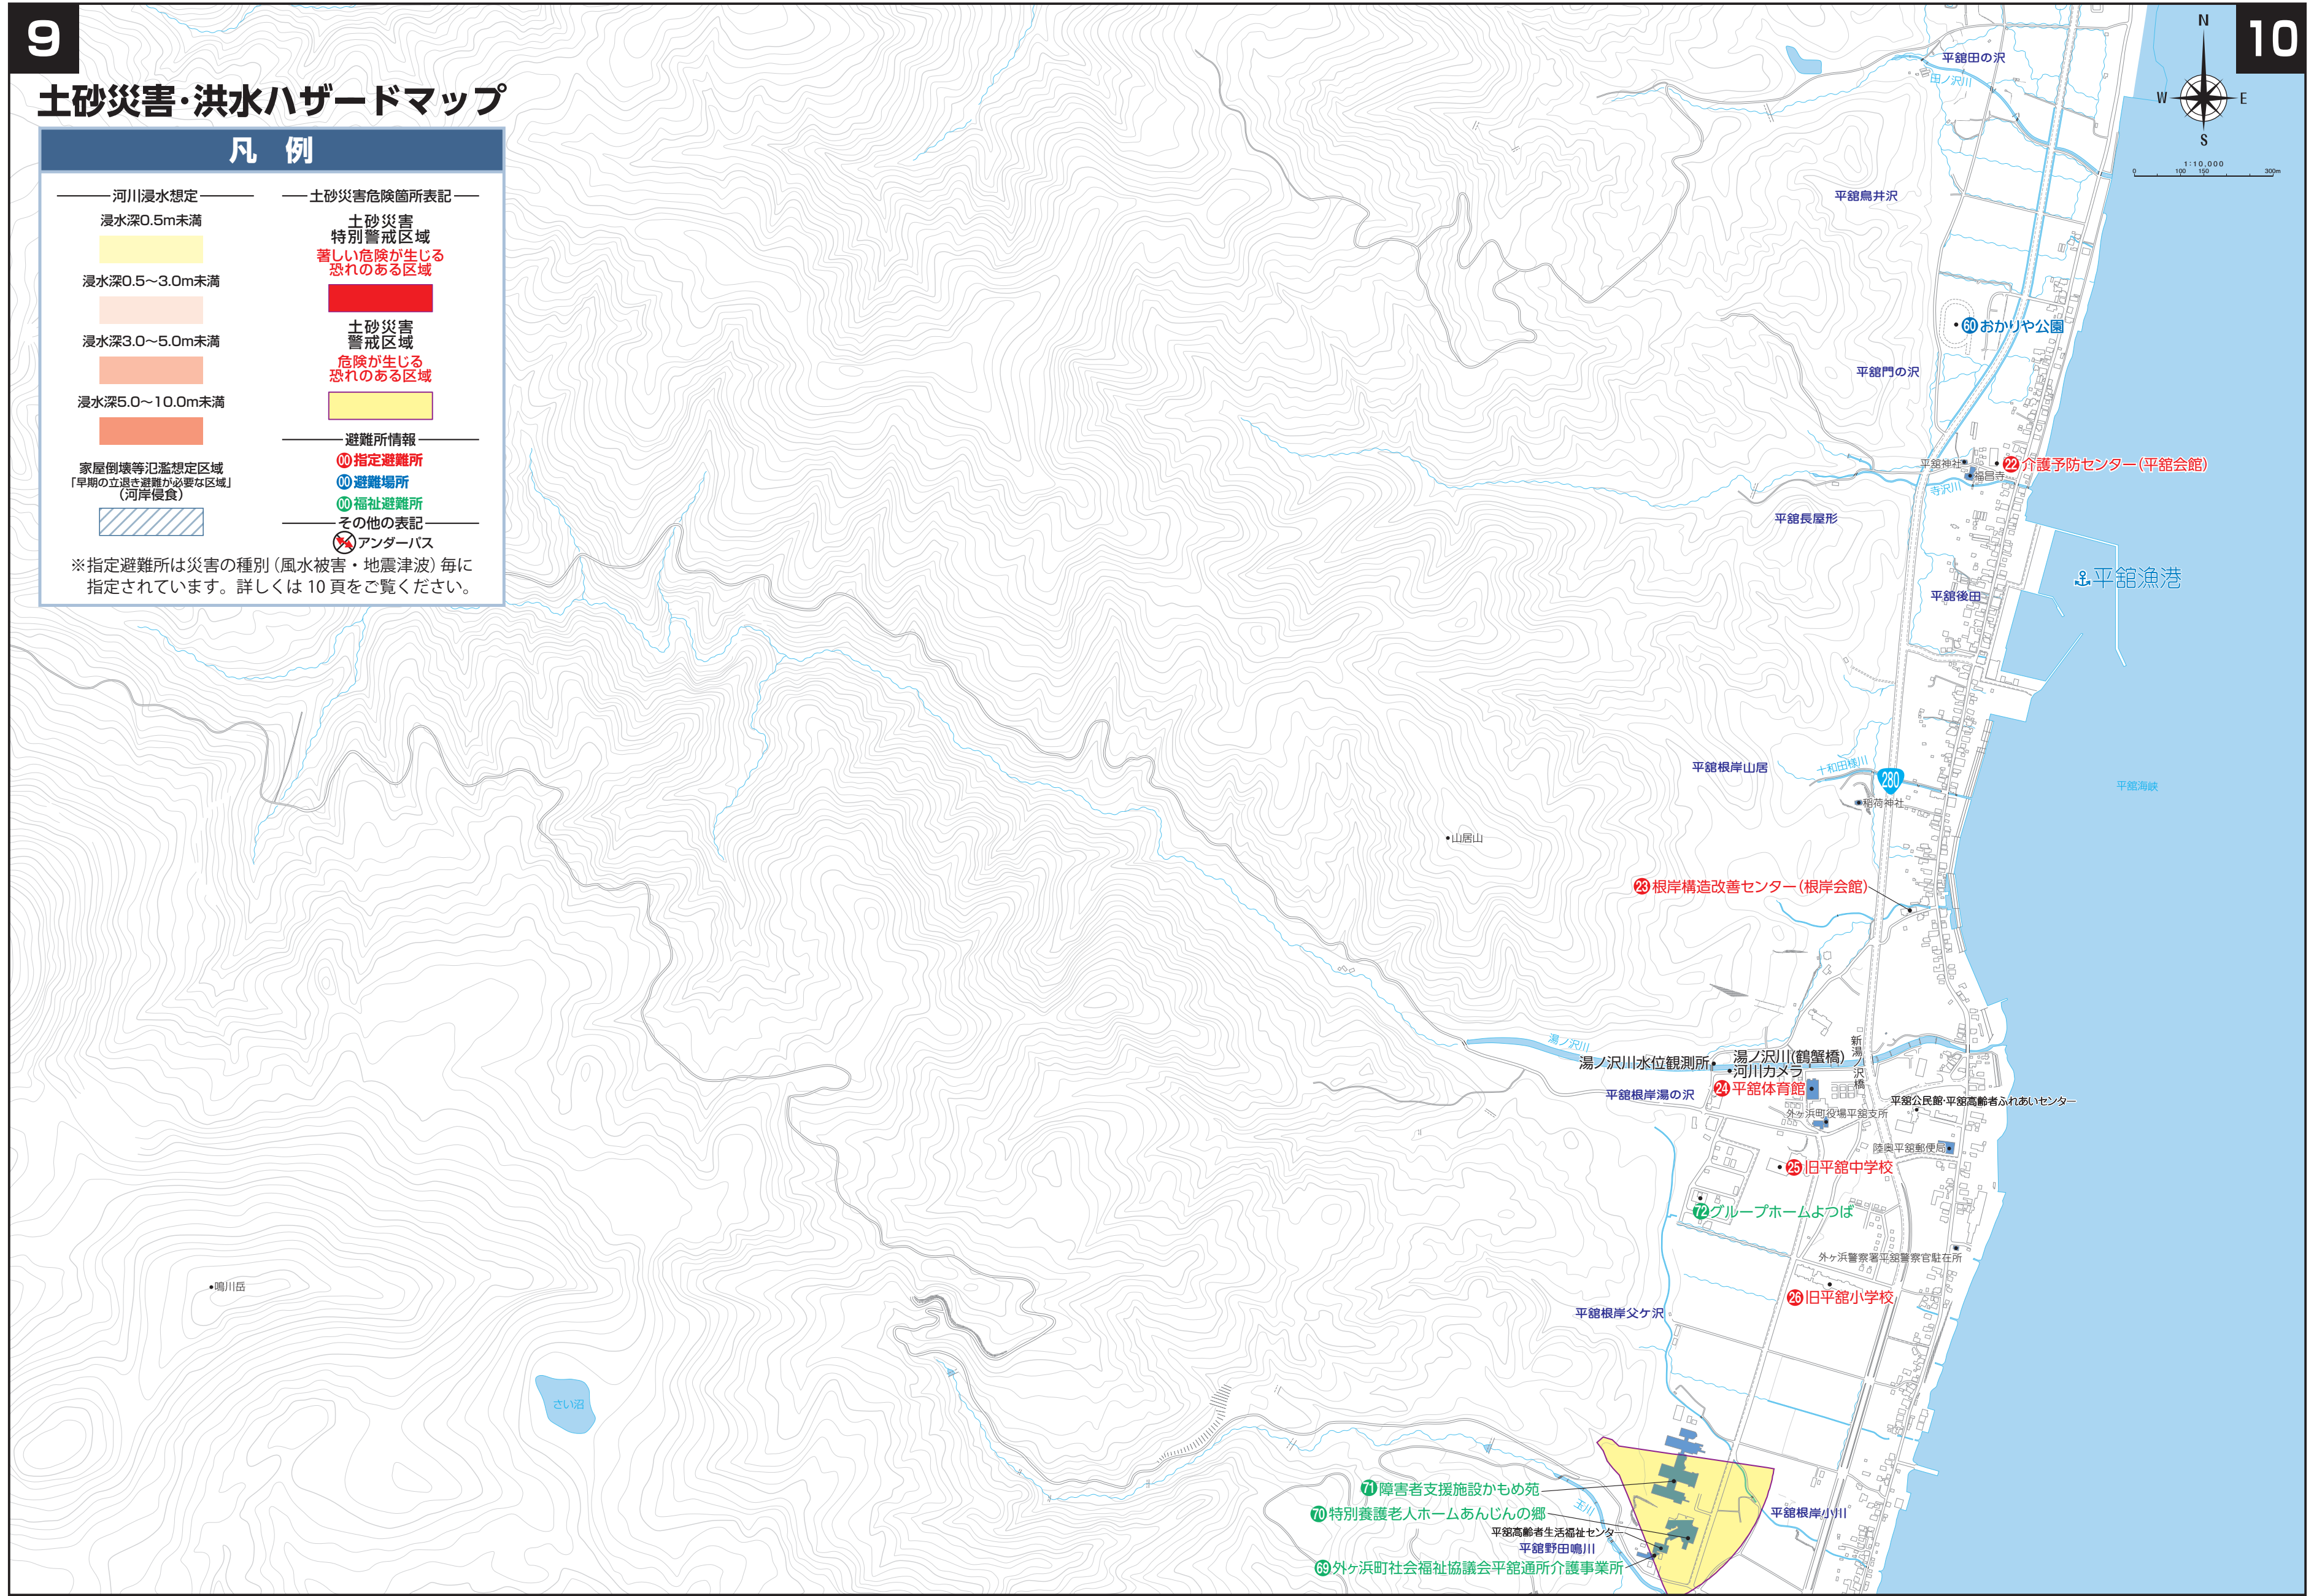 9
10
土砂災害･洪水ハザードマップ
凡 例
河川浸水想定
浸水深0.5m未満
浸水深0.5～3.0m未満
浸水深3.0～5.0m未満
浸水深5.0～10.0m未満
家屋倒壊等氾濫想定区域
「早期の立退き避難が必要な区域」
（河岸侵食）
土砂災害危険箇所表記
土砂災害
特別警戒区域
著しい危険が生じる
恐れのある区域
土砂災害
警戒区域
危険が生じる
恐れのある区域
避難所情報
00指定避難所
00避難場所
00福祉避難所
その他の表記
アンダーパス
※指定避難所は災害の種別（風水被害・地震津波）毎に
指定されています。詳しくは10頁をご覧ください。
N
W E
S
1:10,000
0 100 150 300m
平舘田の沢
田ノ沢川
平舘鳥井沢
60おかりや公園
平舘門の沢
平舘神社
22介護予防センター（平舘会館）
福昌寺
寺沢川
平舘長屋形
平舘漁港
平舘後田
平舘根岸山居
十和田様川
280
平舘海峡
稲荷神社
山居山
23根岸構造改善センター（根岸会館）
湯ノ沢川
新湯ノ沢橋
湯ノ沢川水位観測所
湯ノ沢川(鶴蟹橋)
河川カメラ
24平舘体育館
平舘根岸湯の沢
平舘公民館･平舘高齢者ふれあいセンター
外ヶ浜町役場平舘支所
陸奥平舘郵便局
25旧平舘中学校
72グループホームよつば
外ヶ浜警察署平舘警察官駐在所
鳴川岳
26旧平舘小学校
平舘根岸父ケ沢
さい沼
71障害者支援施設かもめ苑
70特別養護老人ホームあんじんの郷
主川
平舘根岸小川
平舘高齢者生活福祉センター
平舘野田鳴川
69外ヶ浜町社会福祉協議会平舘通所介護事業所